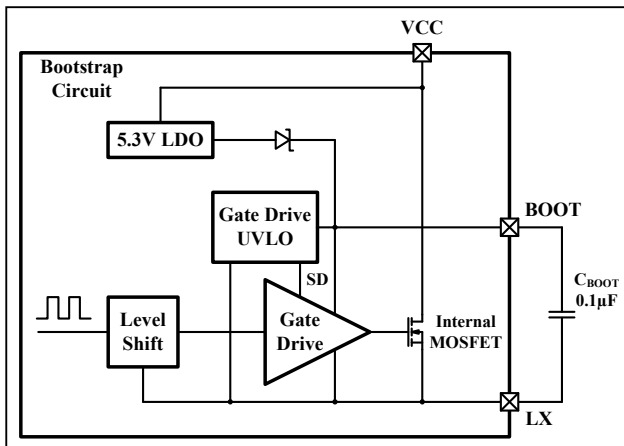 VCC
Bootstrap
Circuit
5.3V LDO
Gate Drive
UVLO
BOOT
SD
C_BOOT
0.1µF
Level
Shift
Gate
Drive
Internal
MOSFET
LX